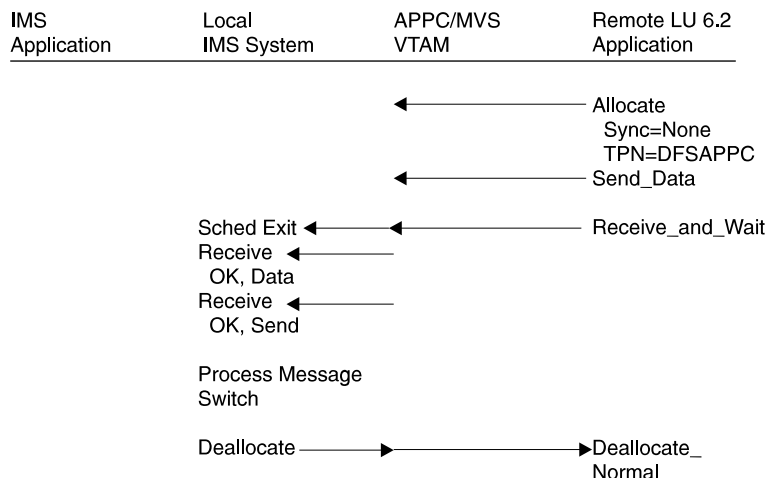 IMS Local APPC/MVS Remote LU 6.2
Application IMS System VTAM Application
Allocate
Sync=None
TPN=DFSAPPC
Send_Data
Sched Exit Receive_and_Wait
Receive
OK, Data
Receive
OK, Send
Process Message
Switch
Deallocate Deallocate_
Normal